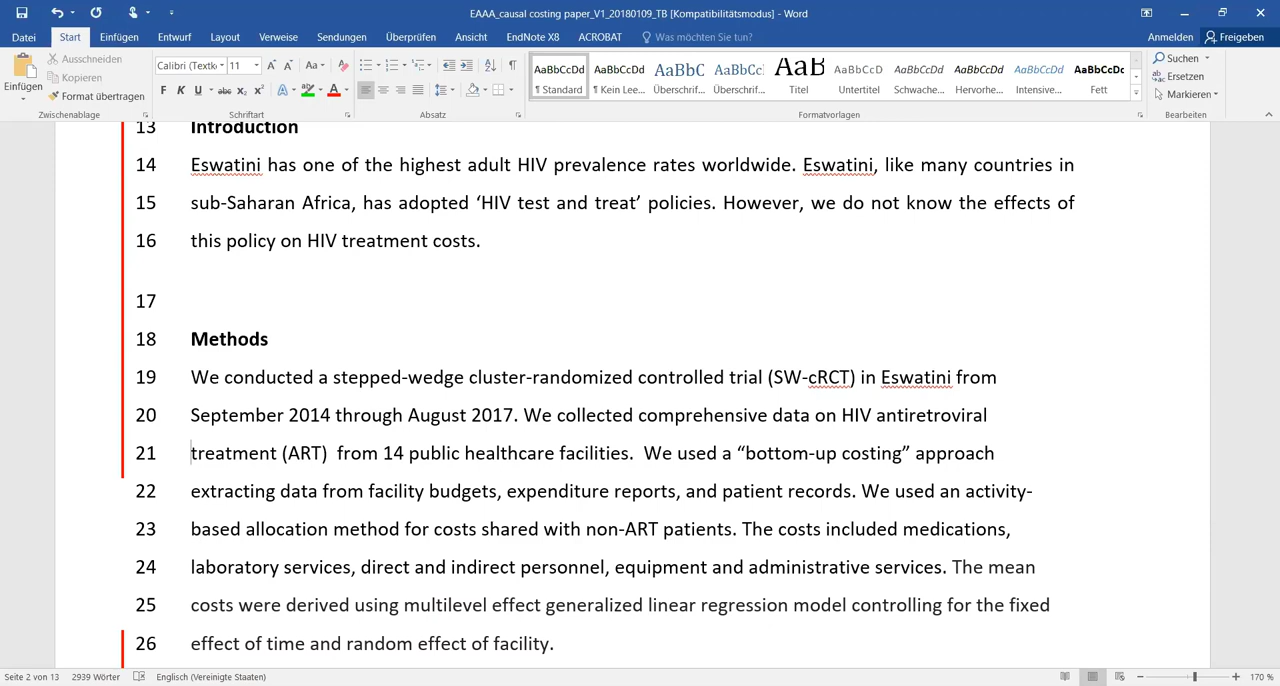 EAAA_causal costing paper_V1_20180109_TB [Kompatibilitätsmodus] - Word
Datei Start Einfügen Entwurf Layout Verweise Sendungen Überprüfen Ansicht EndNote X8 ACROBAT Was möchten Sie tun? Anmelden Freigeben
Einfügen
Ausschneiden
Kopieren
Format übertragen
Zwischenablage
Calibri (Textk 11 Aa
F K U abc x₂ x²
Schriftart
Absatz
AaBbCcDd AaBbCcDd AaBbC AaBbCc AaB AaBbCcD AaBbCcDd AaBbCcDd AaBbCcDd AaBbCcDc
¶ Standard ¶ Kein Lee... Überschrif... Überschrif... Titel Untertitel Schwache... Hervorhe... Intensive... Fett
Formatvorlagen
Suchen
Ersetzen
Markieren
Bearbeiten
13 Introduction
14 Eswatini has one of the highest adult HIV prevalence rates worldwide. Eswatini, like many countries in
15 sub-Saharan Africa, has adopted ‘HIV test and treat’ policies. However, we do not know the effects of
16 this policy on HIV treatment costs.
17
18 Methods
19 We conducted a stepped-wedge cluster-randomized controlled trial (SW-cRCT) in Eswatini from
20 September 2014 through August 2017. We collected comprehensive data on HIV antiretroviral
21 treatment (ART)  from 14 public healthcare facilities.  We used a “bottom-up costing” approach
22 extracting data from facility budgets, expenditure reports, and patient records. We used an activity-
23 based allocation method for costs shared with non-ART patients. The costs included medications,
24 laboratory services, direct and indirect personnel, equipment and administrative services. The mean
25 costs were derived using multilevel effect generalized linear regression model controlling for the fixed
26 effect of time and random effect of facility.
Seite 2 von 13 2939 Wörter Englisch (Vereinigte Staaten) 170 %